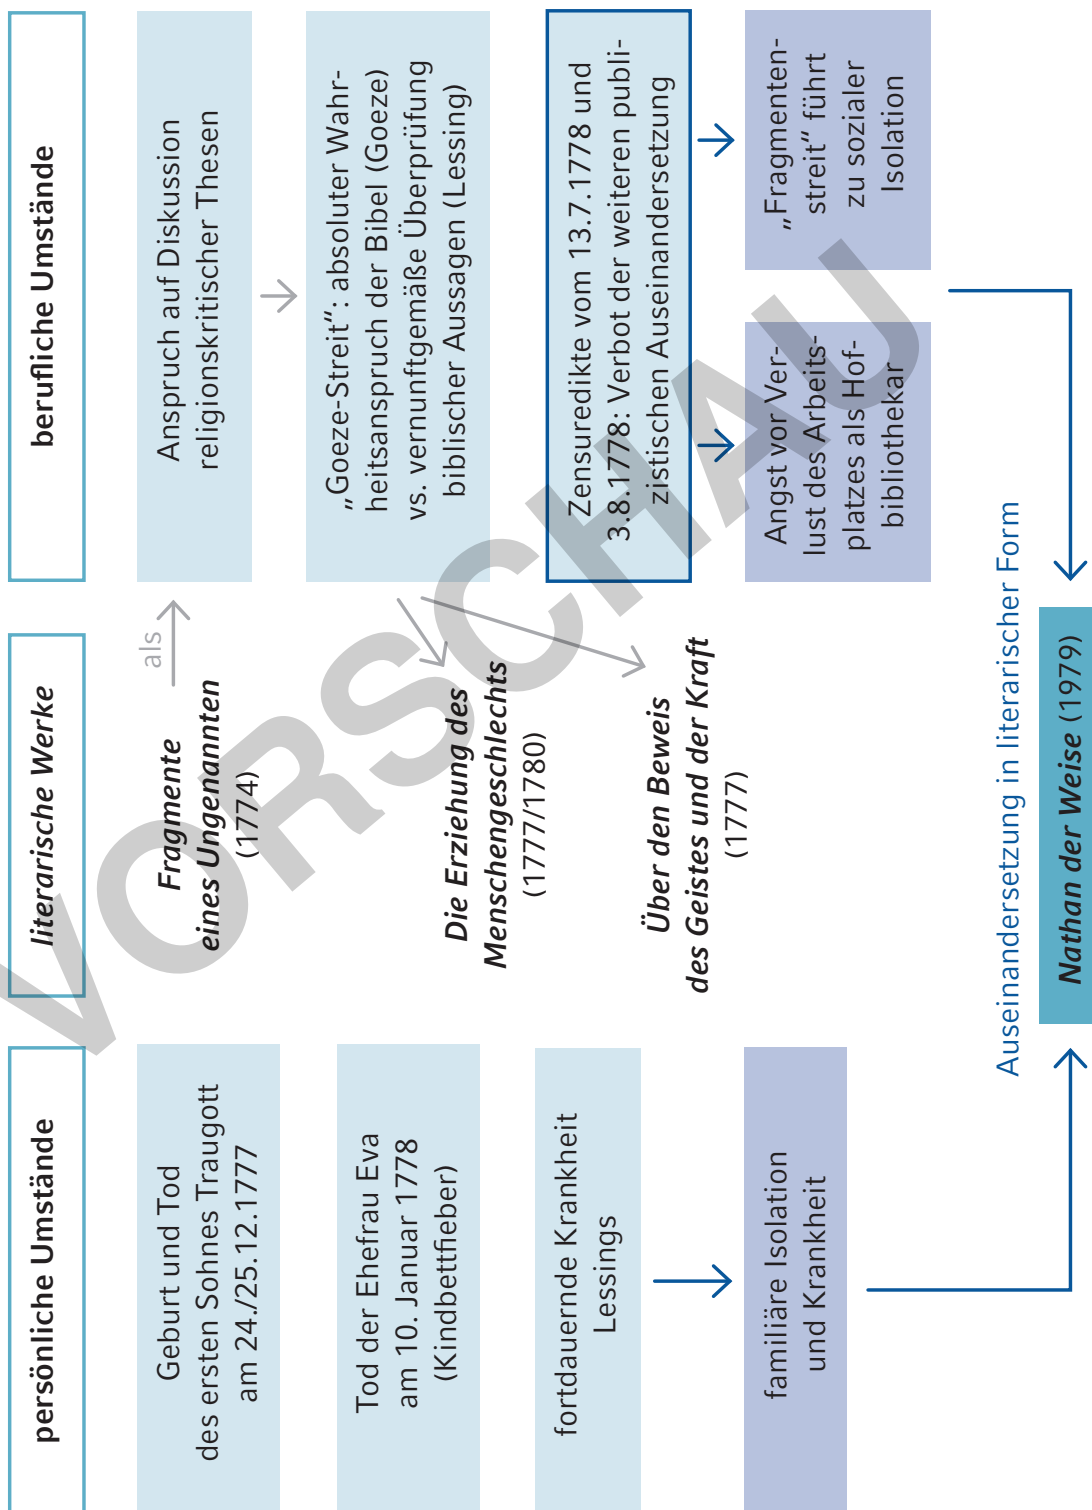 persönliche Umstände
Geburt und Tod
des ersten Sohnes Traugott
am 24./25.12.1777
Tod der Ehefrau Eva
am 10. Januar 1778
(Kindbettfieber)
fortdauernde Krankheit
Lessings
familiäre Isolation
und Krankheit
literarische Werke
Fragmente
eines Ungenannten
(1774)
als
Die Erziehung des
Menschengeschlechts
(1777/1780)
Über den Beweis
des Geistes und der Kraft
(1777)
berufliche Umstände
Anspruch auf Diskussion
religionskritischer Thesen
„Goeze-Streit“: absoluter Wahr-
heitsanspruch der Bibel (Goeze)
vs. vernunftgemäße Überprüfung
biblischer Aussagen (Lessing)
Zensuredikte vom 13.7.1778 und
3.8.1778: Verbot der weiteren publi-
zistischen Auseinandersetzung
Angst vor Ver-
lust des Arbeits-
platzes als Hof-
bibliothekar
„Fragmenten-
streit“ führt
zu sozialer
Isolation
Auseinandersetzung in literarischer Form
Nathan der Weise (1979)
VORSCHAU